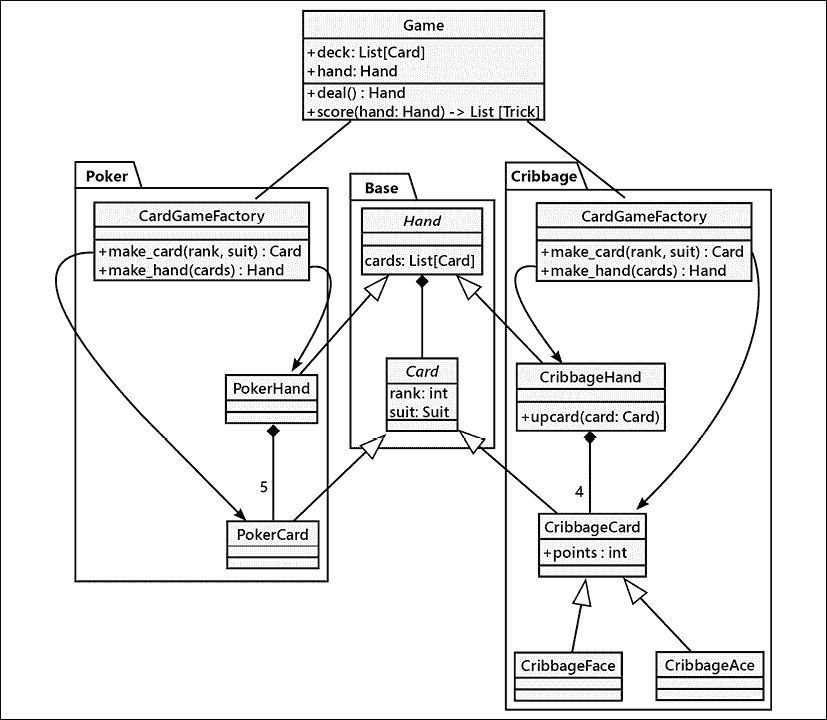 Game
+deck: List[Card]
+hand: Hand
+deal() : Hand
+score(hand: Hand) -> List [Trick]
Poker
CardGameFactory
+make_card(rank, suit) : Card
+make_hand(cards) : Hand
PokerHand
5
PokerCard
Base
Hand
cards: List[Card]
Card
rank: int
suit: Suit
Cribbage
CardGameFactory
+make_card(rank, suit) : Card
+make_hand(cards) : Hand
CribbageHand
+upcard(card: Card)
4
CribbageCard
+points : int
CribbageFace
CribbageAce